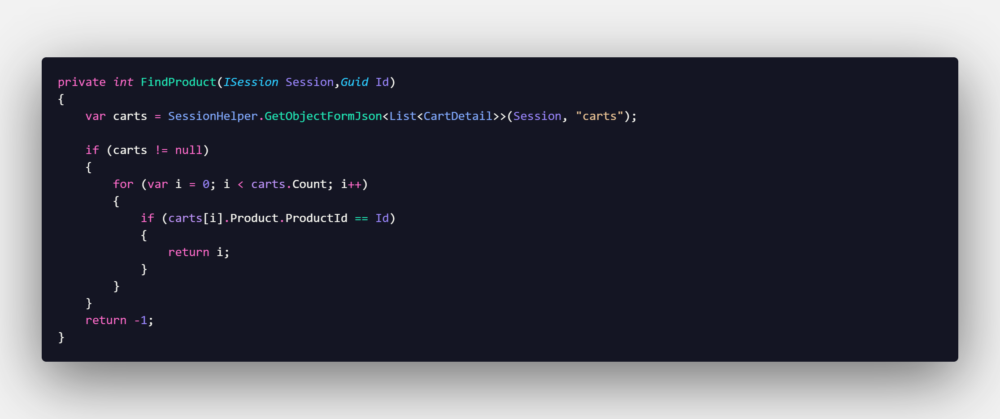 private int FindProduct(ISession Session,Guid Id)
{
    var carts = SessionHelper.GetObjectFormJson<List<CartDetail>>(Session, "carts");

    if (carts != null)
    {
        for (var i = 0; i < carts.Count; i++)
        {
            if (carts[i].Product.ProductId == Id)
            {
                return i;
            }
        }
    }
    return -1;
}